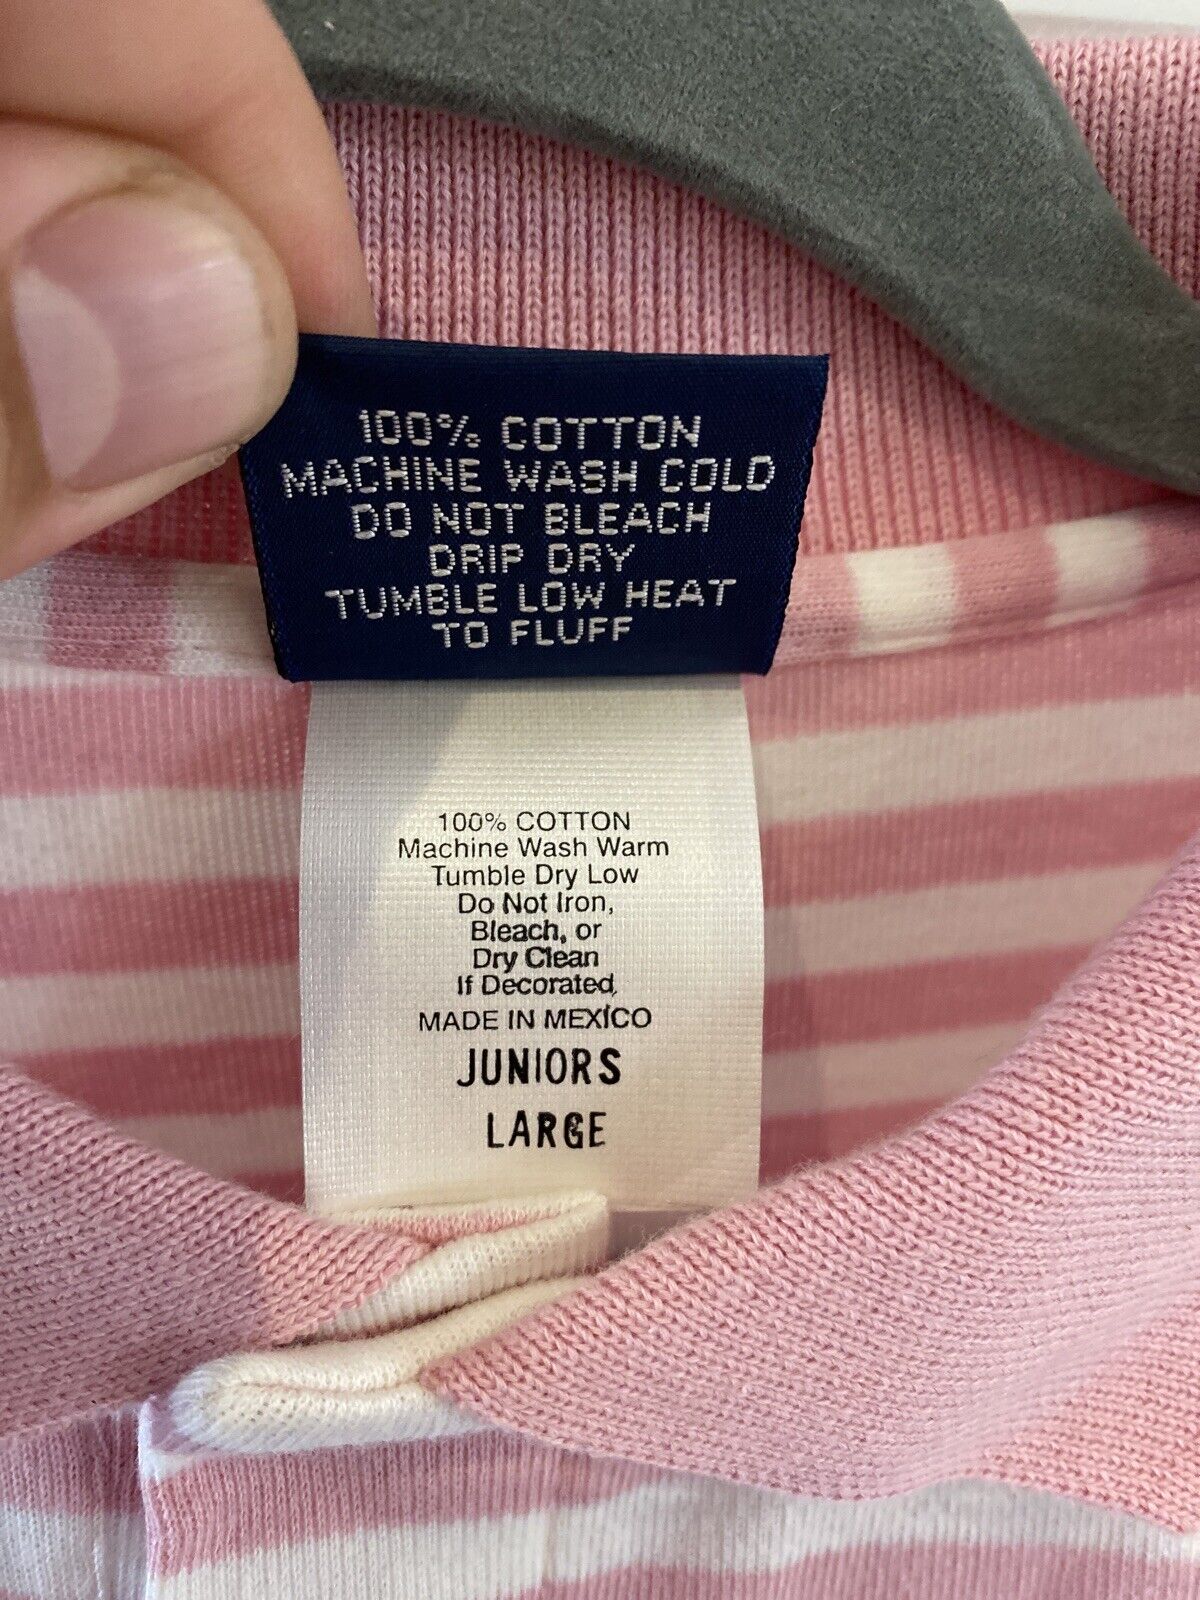 100% COTTON
MACHINE WASH COLD
DO NOT BLEACH
DRIP DRY
TUMBLE LOW HEAT
TO FLUFF
100% COTTON
Machine Wash Warm
Tumble Dry Low
Do Not Iron,
Bleach, or
Dry Clean
If Decorated,
MADE IN MEXICO
JUNIORS
LARGE